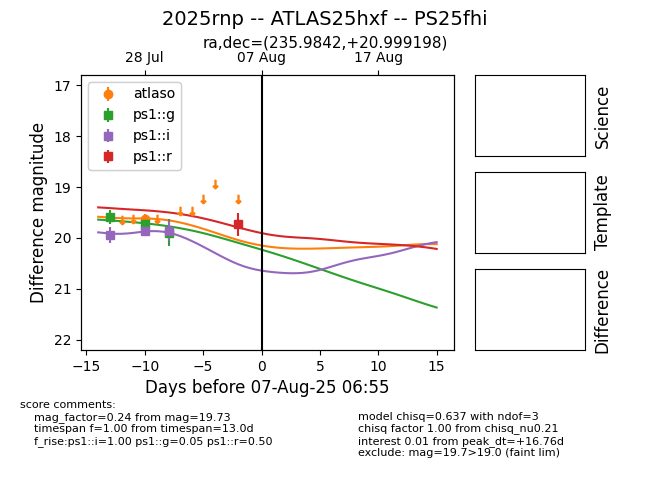 2025rnp -- ATLAS25hxf -- PS25fhi
ra,dec=(235.9842,+20.999198)
28 Jul
07 Aug
17 Aug
17
18
19
20
21
22
Difference magnitude
atlaso
ps1::g
ps1::i
ps1::r
−15
−10
−5
0
5
10
15
Days before 07-Aug-25 06:55
Science
Template
Difference
score comments:
mag_factor=0.24 from mag=19.73
timespan f=1.00 from timespan=13.0d
f_rise:ps1::i=1.00 ps1::g=0.05 ps1::r=0.50
model chisq=0.637 with ndof=3
chisq factor 1.00 from chisq_nu0.21
interest 0.01 from peak_dt=+16.76d
exclude: mag=19.7>19.0 (faint lim)